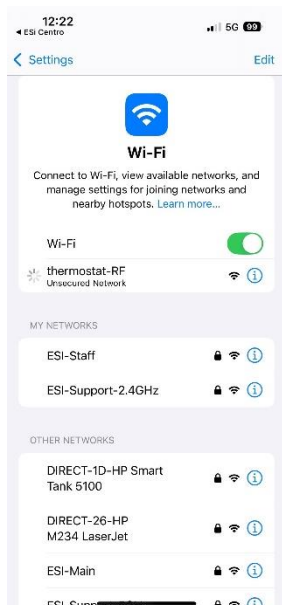 12:22
5G 99
◀ ESi Centro
Settings
Edit
Wi-Fi
Connect to Wi-Fi, view available networks, and
manage settings for joining networks and
nearby hotspots. Learn more...
Wi-Fi
thermostat-RF
Unsecured Network
MY NETWORKS
ESI-Staff
ESI-Support-2.4GHz
OTHER NETWORKS
DIRECT-1D-HP Smart
Tank 5100
DIRECT-26-HP
M234 LaserJet
ESI-Main